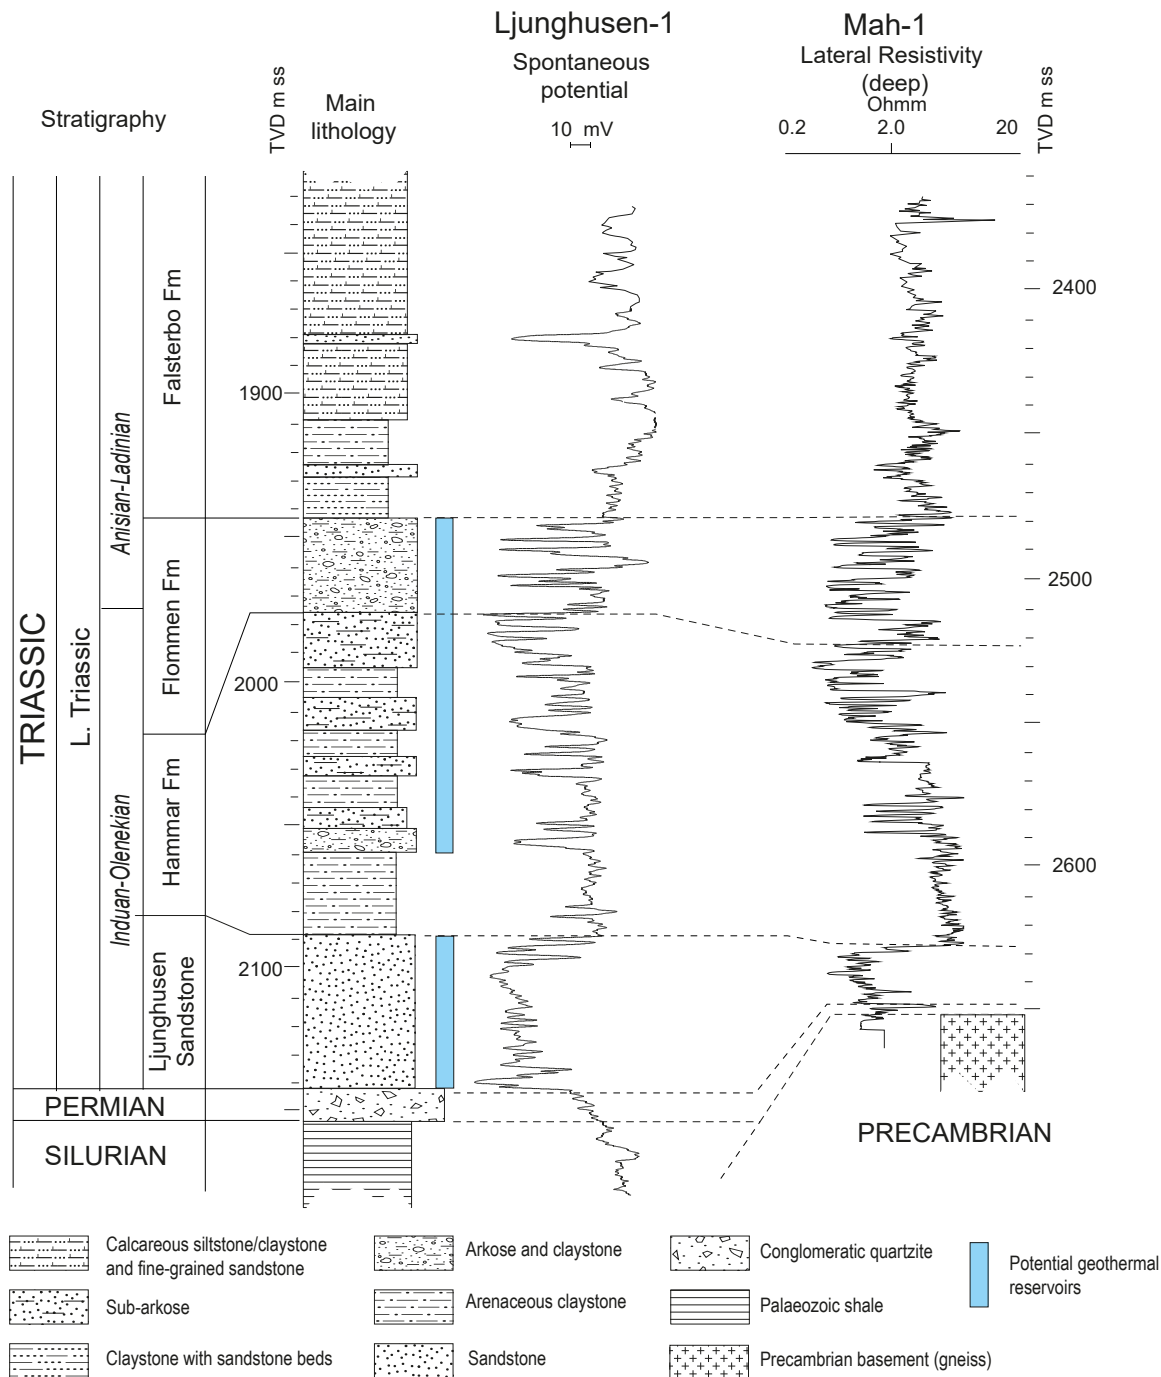 Ljunghusen-1
Mah-1
Spontaneous
potential
Lateral Resistivity
(deep)
Ohmm
10 mV
0.2 2.0 20
Stratigraphy
TVD m ss
Main
lithology
TVD m ss
TRIASSIC
L. Triassic
Anisian-Ladinian
Induan-Olenekian
Falsterbo Fm
Flommen Fm
Hammar Fm
Ljunghusen
Sandstone
1900
2000
2100
2400
2500
2600
PERMIAN
SILURIAN
PRECAMBRIAN
Calcareous siltstone/claystone
and fine-grained sandstone
Sub-arkose
Claystone with sandstone beds
Arkose and claystone
Arenaceous claystone
Sandstone
Conglomeratic quartzite
Palaeozoic shale
Precambrian basement (gneiss)
Potential geothermal
reservoirs